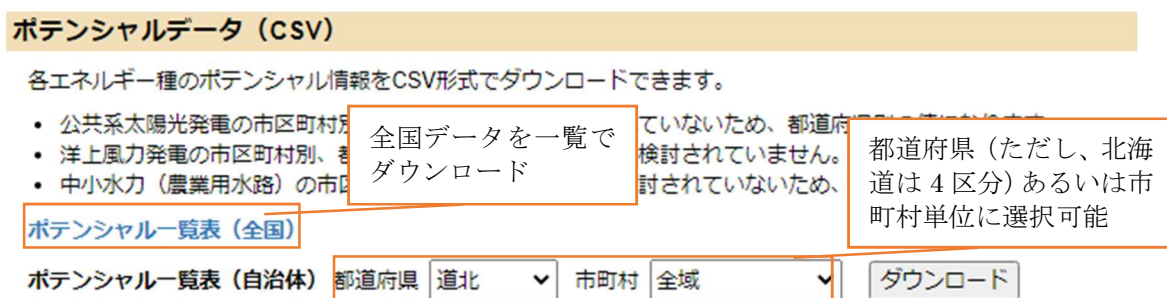 ポテンシャルデータ（CSV）
各エネルギー種のポテンシャル情報をCSV形式でダウンロードできます。
• 公共系太陽光発電の市区町村別
ていないため、都道府
• 洋上風力発電の市区町村別、
検討されていません。
• 中小水力（農業用水路）の市区
討されていないため、
全国データを一覧で
ダウンロード
都道府県（ただし、北海
道は4区分）あるいは市
町村単位に選択可能
ポテンシャル一覧表（全国）
ポテンシャル一覧表（自治体） 都道府県 道北 市町村 全域 ダウンロード